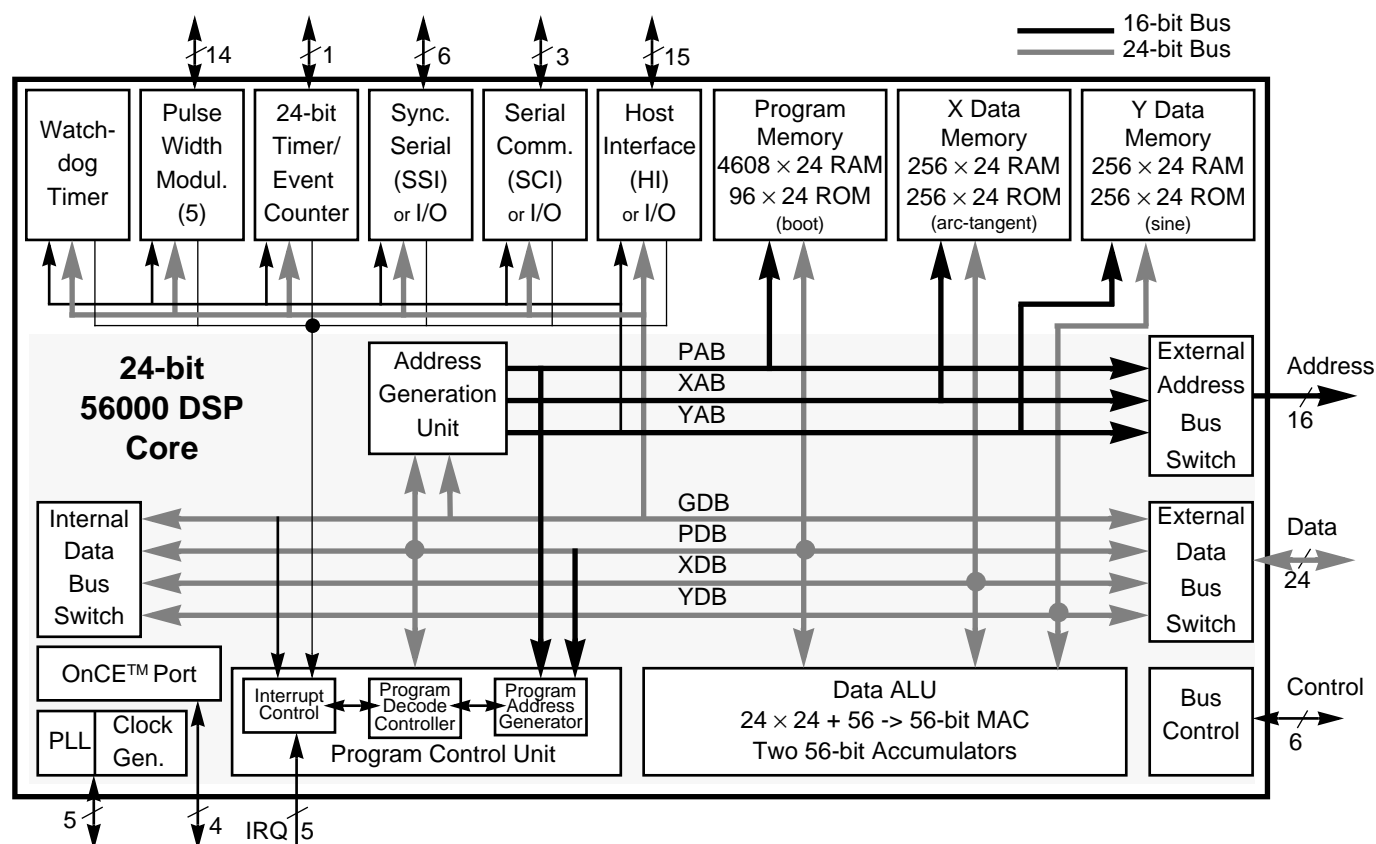 16-bit Bus
24-bit Bus
14
1
6
3
15
Watch-
dog
Timer
Pulse
Width
Modul.
(5)
24-bit
Timer/
Event
Counter
Sync.
Serial
(SSI)
or I/O
Serial
Comm.
(SCI)
or I/O
Host
Interface
(HI)
or I/O
Program
Memory
4608 × 24 RAM
96 × 24 ROM
(boot)
X Data
Memory
256 × 24 RAM
256 × 24 ROM
(arc-tangent)
Y Data
Memory
256 × 24 RAM
256 × 24 ROM
(sine)
24-bit
56000 DSP
Core
Address
Generation
Unit
PAB
XAB
YAB
External
Address
Bus
Switch
Address
16
Internal
Data
Bus
Switch
GDB
PDB
XDB
YDB
External
Data
Bus
Switch
Data
24
OnCE™ Port
PLL
Clock
Gen.
Interrupt
Control
Program
Decode
Controller
Program
Address
Generator
Program Control Unit
Data ALU
24 × 24 + 56 -> 56-bit MAC
Two 56-bit Accumulators
Bus
Control
Control
6
5
4
IRQ
5